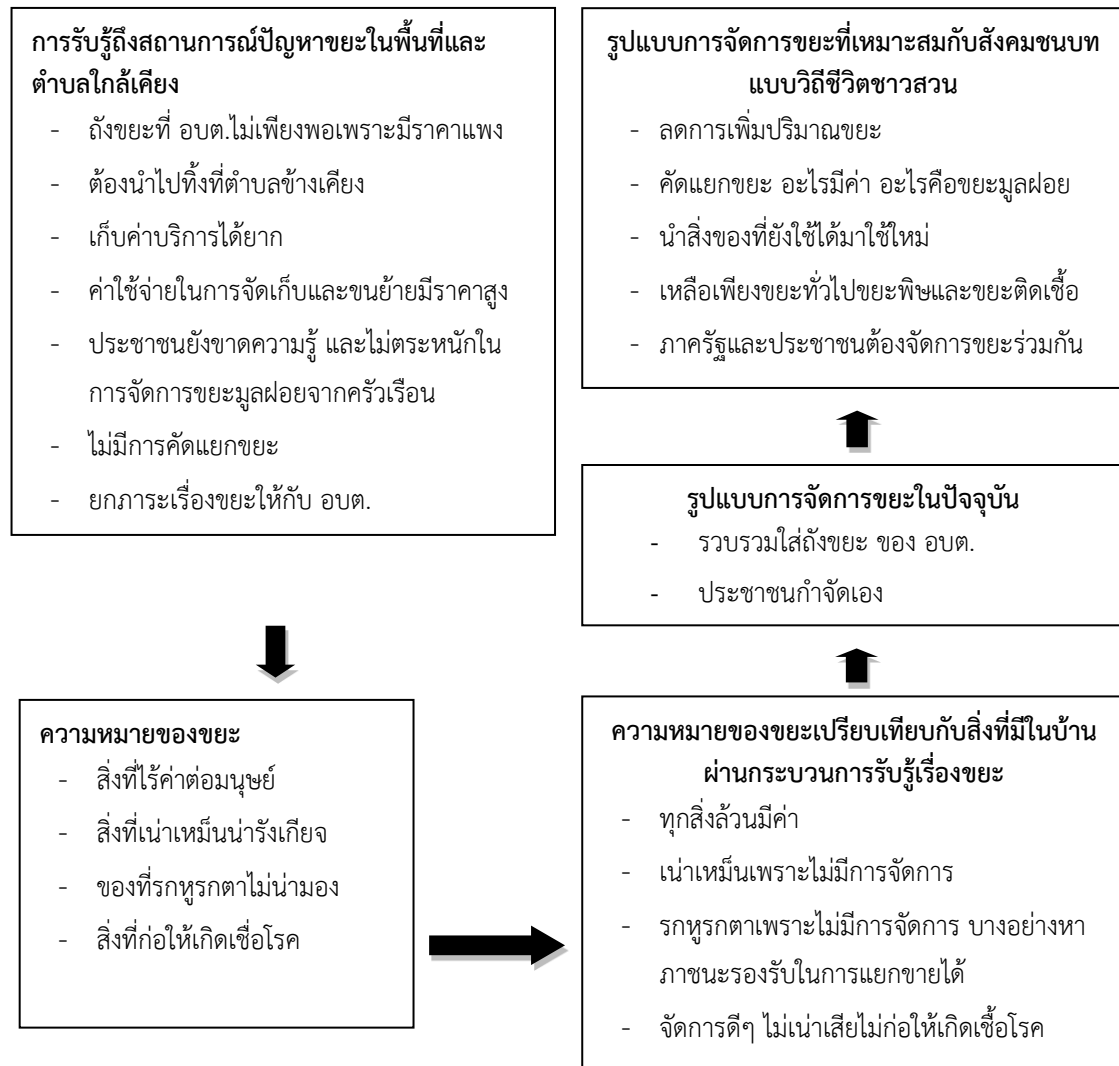 การรับรู้ถึงสถานการณ์ปัญหาขยะในพื้นที่และ
ตำบลใกล้เคียง
- ถังขยะที่ อบต.ไม่เพียงพอเพราะมีราคาแพง
- ต้องนำไปทิ้งที่ตำบลข้างเคียง
- เก็บค่าบริการได้ยาก
- ค่าใช้จ่ายในการจัดเก็บและขนย้ายมีราคาสูง
- ประชาชนยังขาดความรู้ และไม่ตระหนักใน
การจัดการขยะมูลฝอยจากครัวเรือน
- ไม่มีการคัดแยกขยะ
- ยกภาระเรื่องขยะให้กับ อบต.
ความหมายของขยะ
- สิ่งที่ไร้ค่าต่อมนุษย์
- สิ่งที่เน่าเหม็นน่ารังเกียจ
- ของที่รกหูรกตาไม่น่ามอง
- สิ่งที่ก่อให้เกิดเชื่อโรค
ความหมายของขยะเปรียบเทียบกับสิ่งที่มีในบ้าน
ผ่านกระบวนการรับรู้เรื่องขยะ
- ทุกสิ่งล้วนมีค่า
- เน่าเหม็นเพราะไม่มีการจัดการ
- รกหูรกตาเพราะไม่มีการจัดการ บางอย่างหา
ภาชนะรองรับในการแยกขายได้
- จัดการดีๆ ไม่เน่าเสียไม่ก่อให้เกิดเชื้อโรค
รูปแบบการจัดการขยะในปัจจุบัน
- รวบรวมใส่ถังขยะ ของ อบต.
- ประชาชนกำจัดเอง
รูปแบบการจัดการขยะที่เหมาะสมกับสังคมชนบท
แบบวิถีชีวิตชาวสวน
- ลดการเพิ่มปริมาณขยะ
- คัดแยกขยะ อะไรมีค่า อะไรคือขยะมูลฝอย
- นำสิ่งของที่ยังใช้ได้มาใช้ใหม่
- เหลือเพียงขยะทั่วไปขยะพิษและขยะติดเชื้อ
- ภาครัฐและประชาชนต้องจัดการขยะร่วมกัน